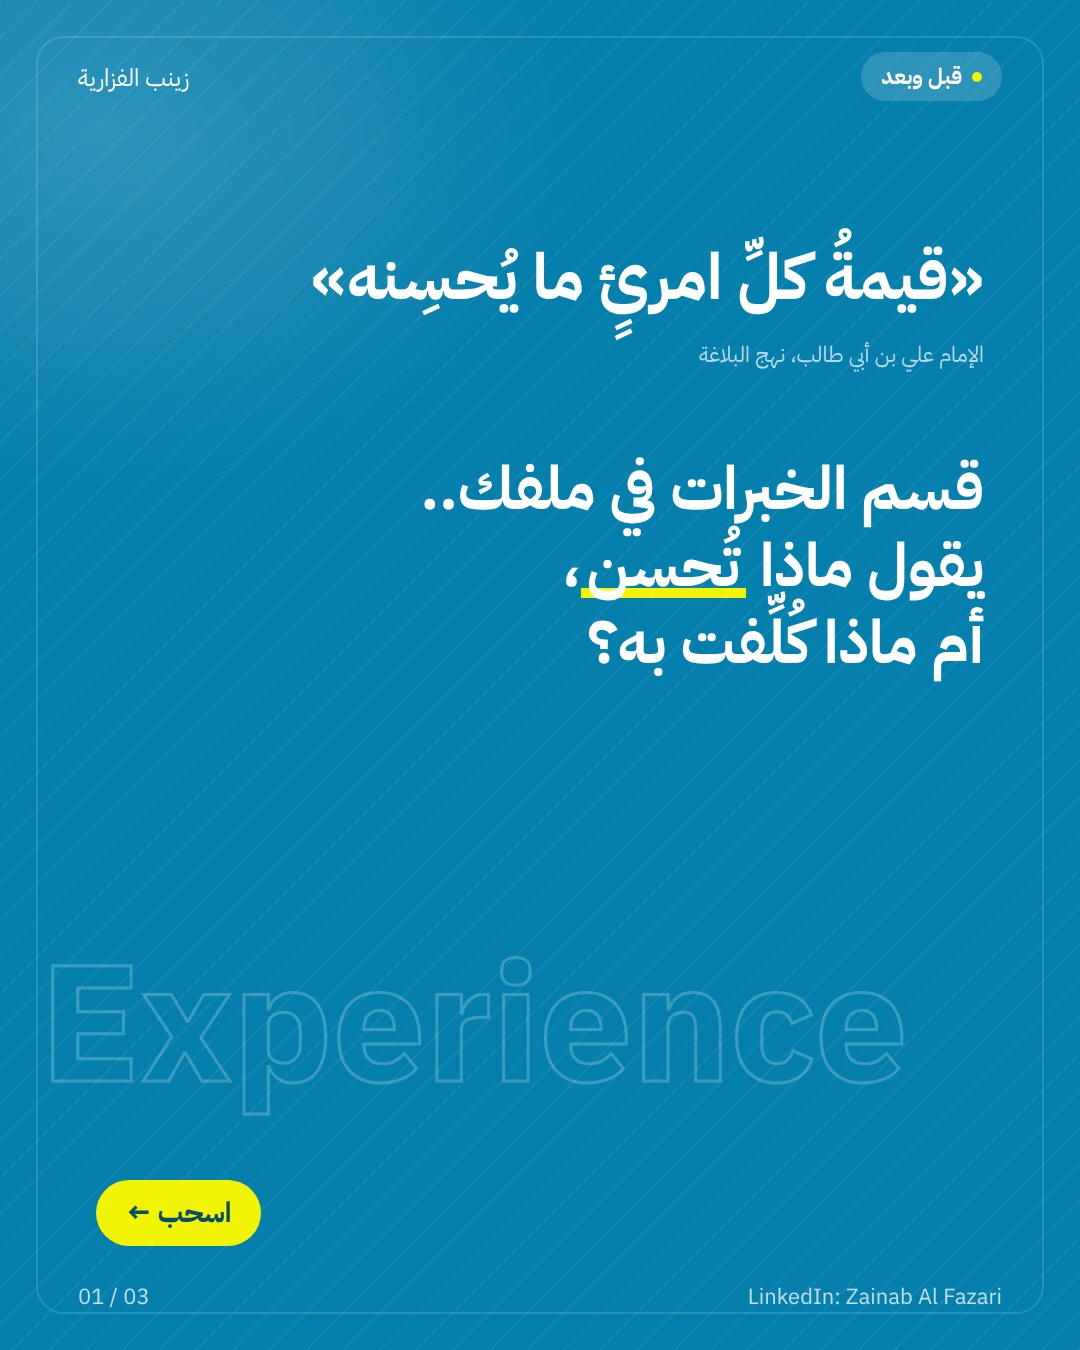 قبل وبعد
زينب الفزارية
«قيمةُ كلِّ امرئٍ ما يُحسِنه»
الإمام علي بن أبي طالب، نهج البلاغة
قسم الخبرات في ملفك..
يقول ماذا تُحسن،
أم ماذا كُلِّفت به؟
Experience
اسحب ←
LinkedIn: Zainab Al Fazari
01 / 03